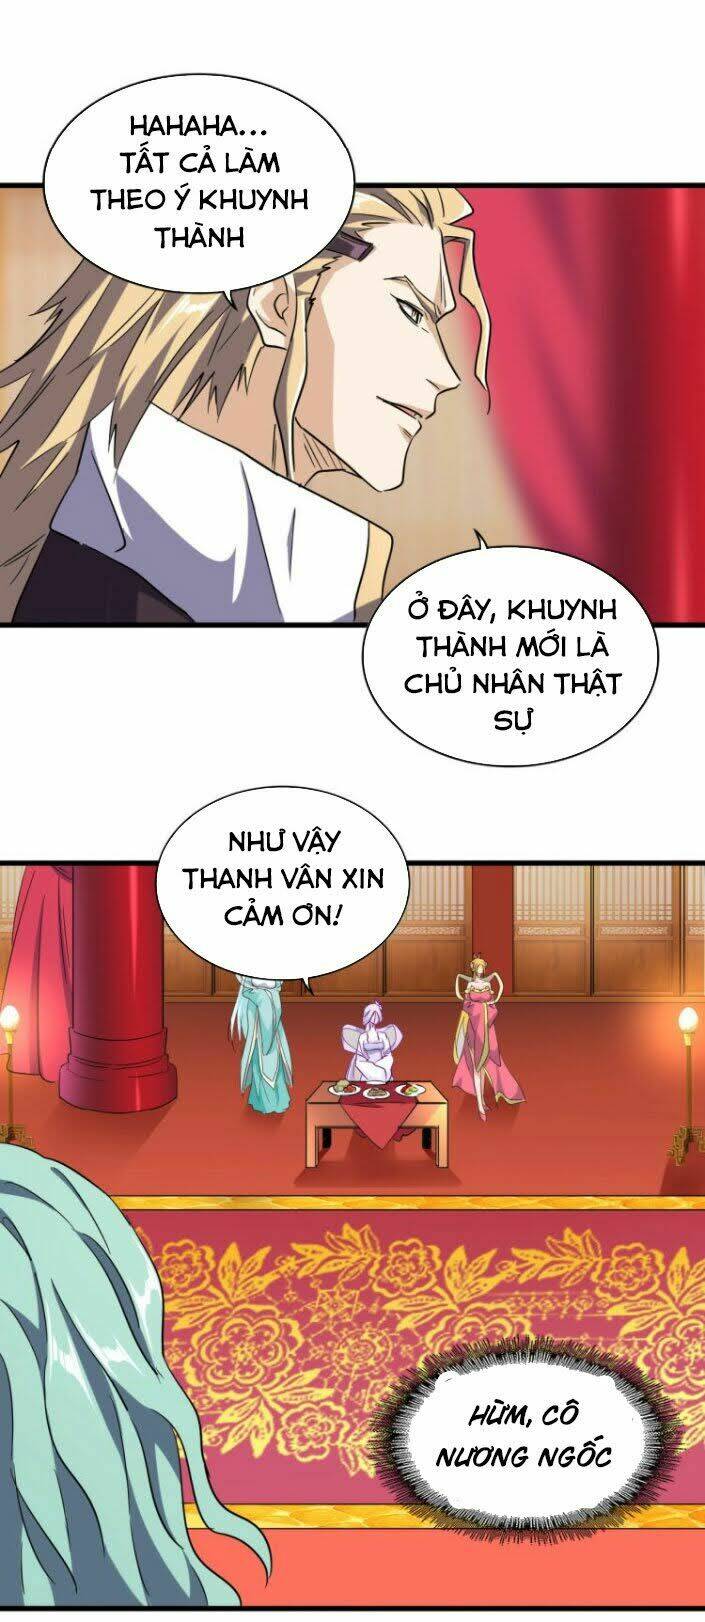 HAHAHA...
TẤT CẢ LÀM
THEO Ý KHUYNH
THÀNH
Ở ĐÂY, KHUYNH
THÀNH MỚI LÀ
CHỦ NHÂN THẬT
SỰ
NHƯ VẬY
THANH VÂN XIN
CẢM ƠN!
HỪM, CÔ
NƯƠNG NGỐC